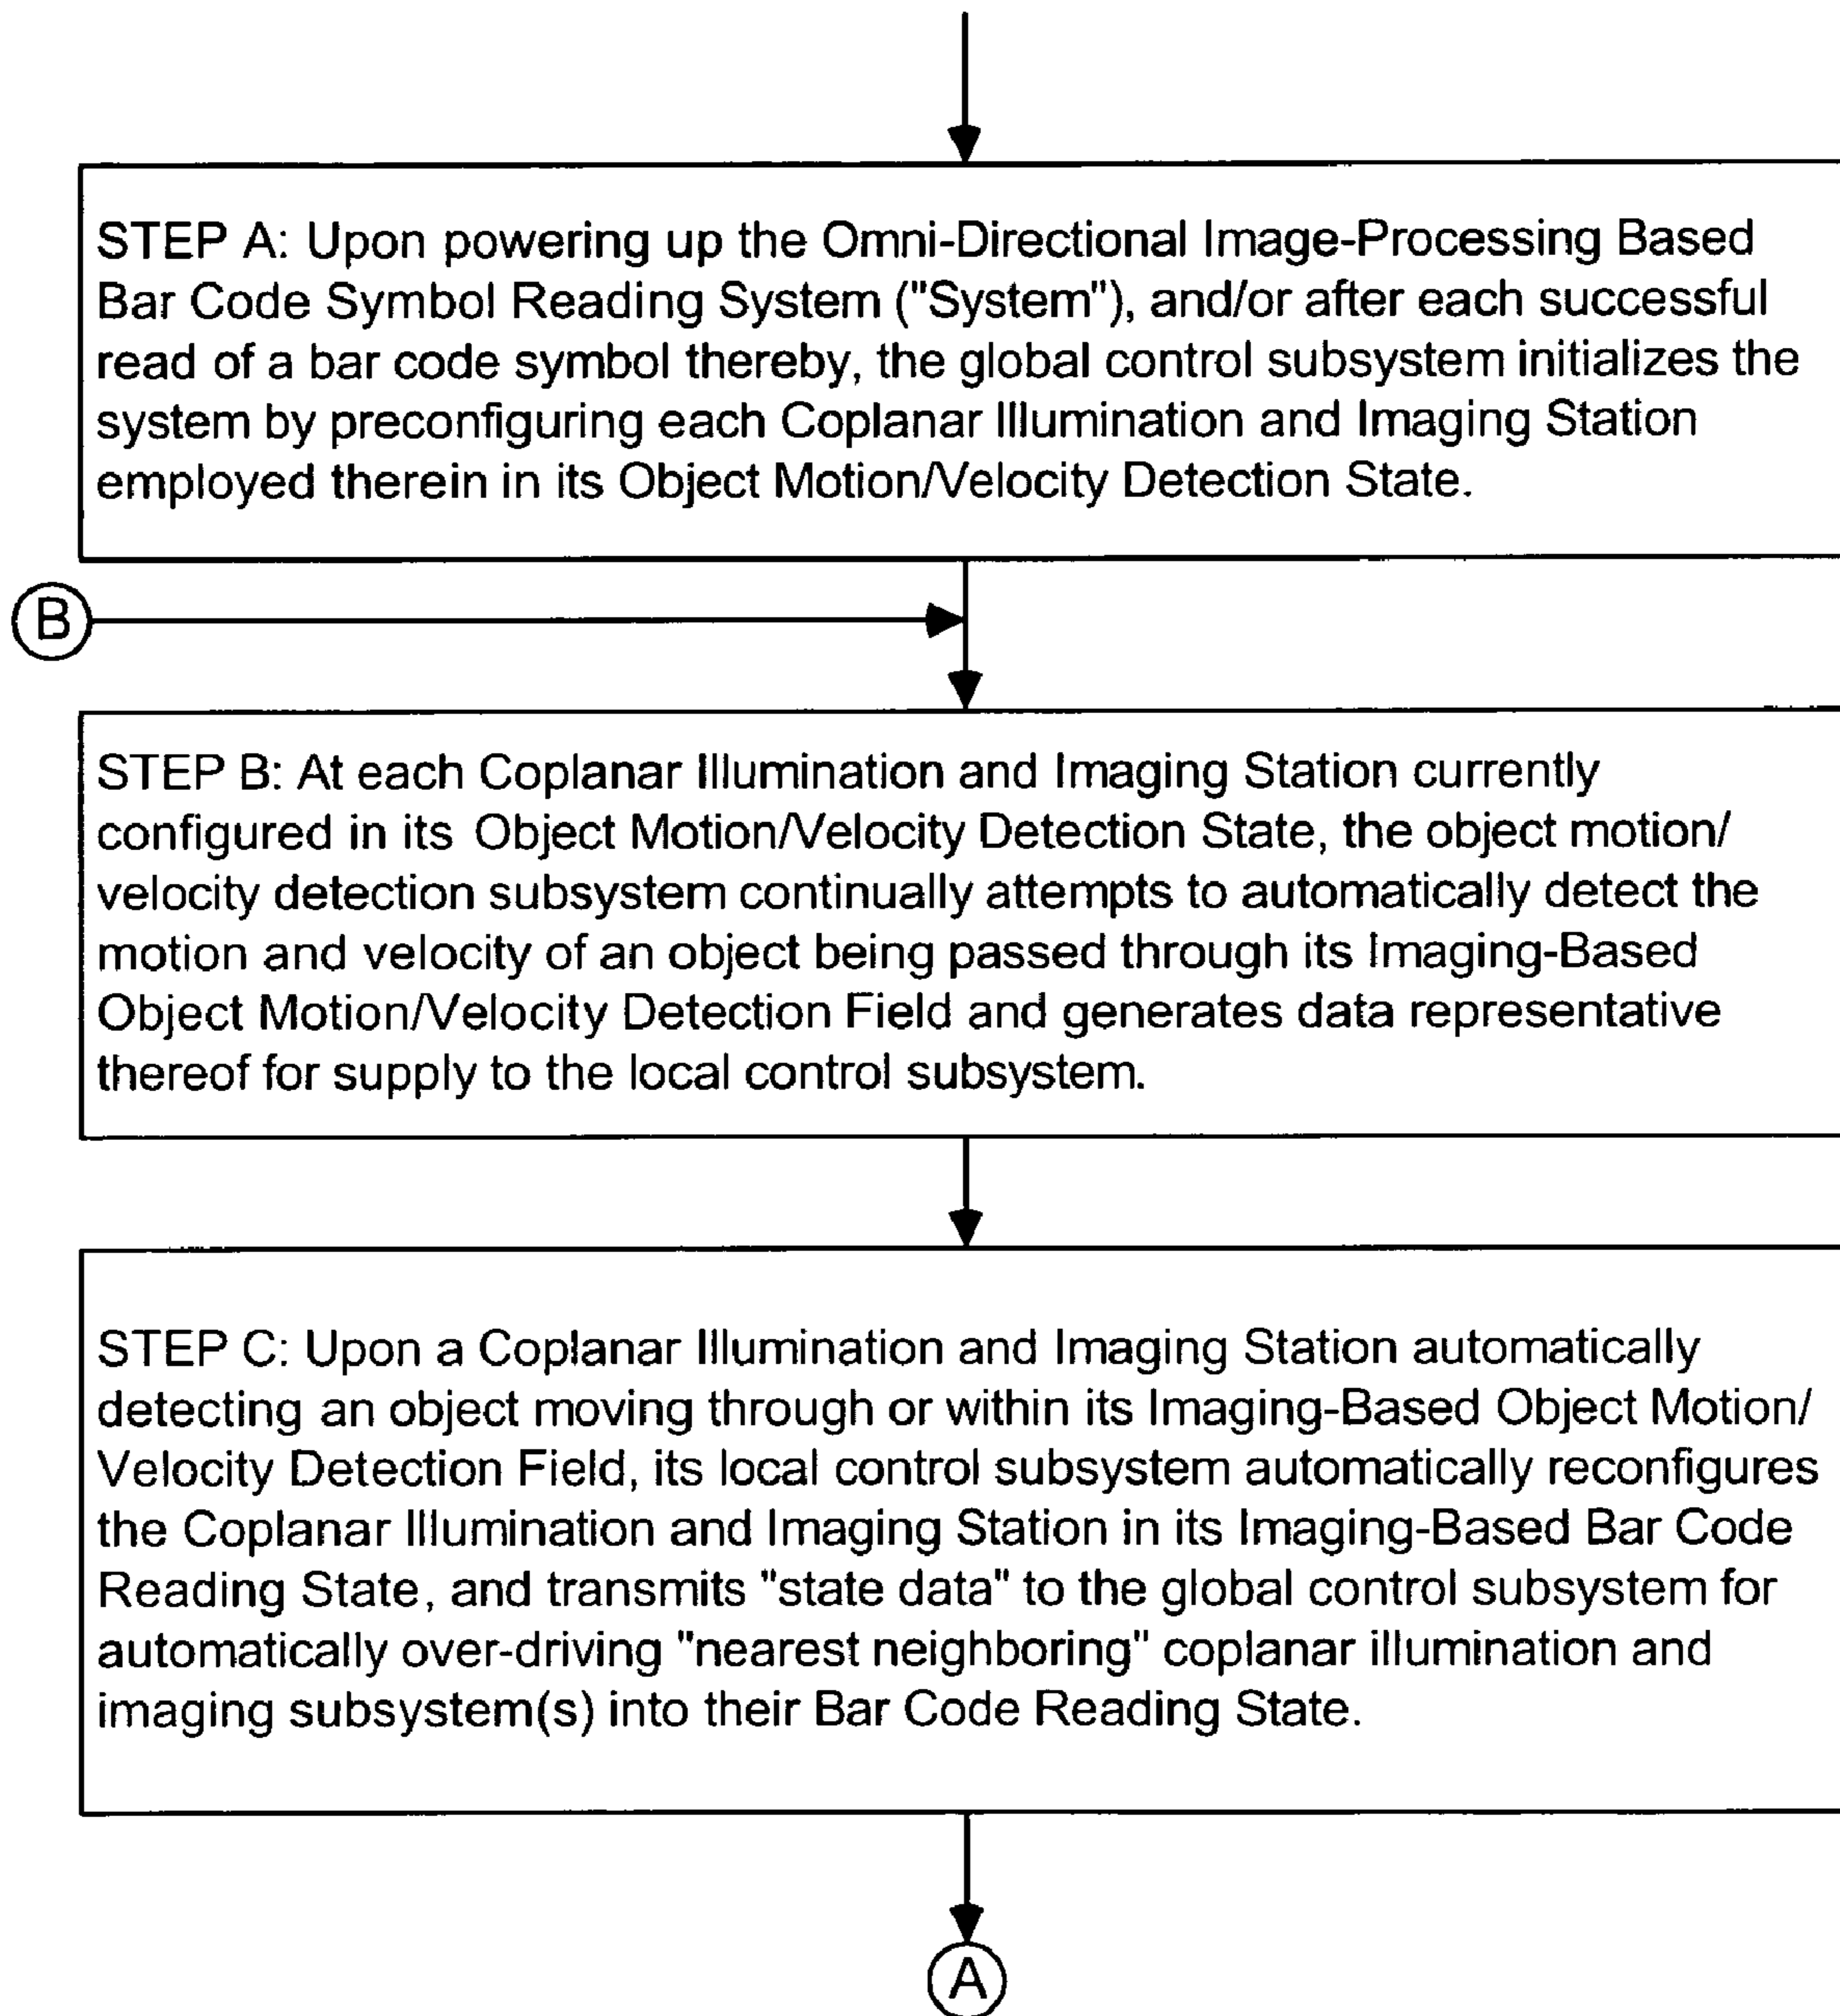 STEP A: Upon powering up the Omni-Directional Image-Processing Based
Bar Code Symbol Reading System ("System"), and/or after each successful
read of a bar code symbol thereby, the global control subsystem initializes the
system by preconfiguring each Coplanar Illumination and Imaging Station
employed therein in its Object Motion/Velocity Detection State.
B
STEP B: At each Coplanar Illumination and Imaging Station currently
configured in its Object Motion/Velocity Detection State, the object motion/
velocity detection subsystem continually attempts to automatically detect the
motion and velocity of an object being passed through its Imaging-Based
Object Motion/Velocity Detection Field and generates data representative
thereof for supply to the local control subsystem.
STEP C: Upon a Coplanar Illumination and Imaging Station automatically
detecting an object moving through or within its Imaging-Based Object Motion/
Velocity Detection Field, its local control subsystem automatically reconfigures
the Coplanar Illumination and Imaging Station in its Imaging-Based Bar Code
Reading State, and transmits "state data" to the global control subsystem for
automatically over-driving "nearest neighboring" coplanar illumination and
imaging subsystem(s) into their Bar Code Reading State.
A